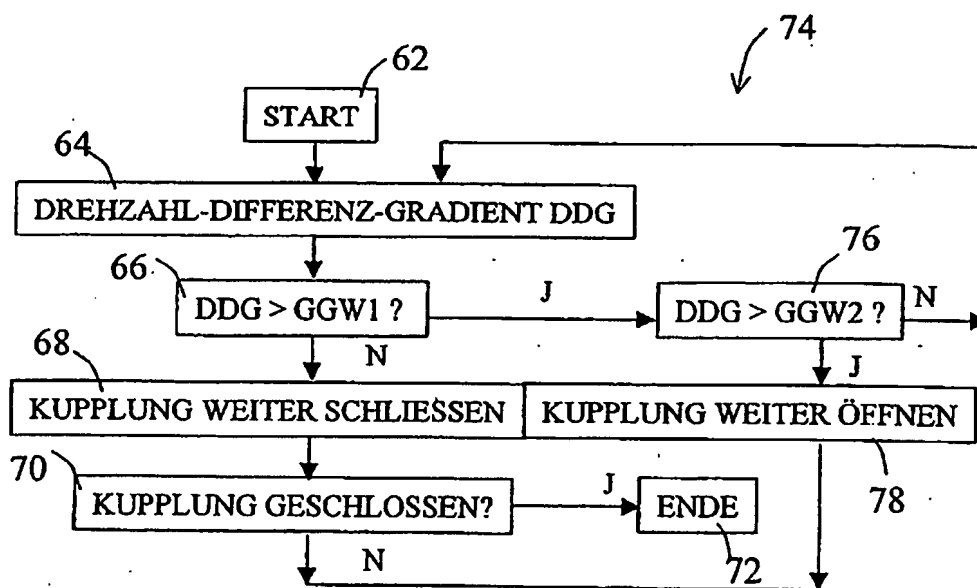 74
62
START
64
DREHZAHL-DIFFERENZ-GRADIENT DDG
66
76
DDG > GGW1 ?
J
DDG > GGW2 ?
N
N
J
68
KUPPLUNG WEITER SCHLIESSEN
KUPPLUNG WEITER ÖFFNEN
70
78
KUPPLUNG GESCHLOSSEN?
J
ENDE
72
N